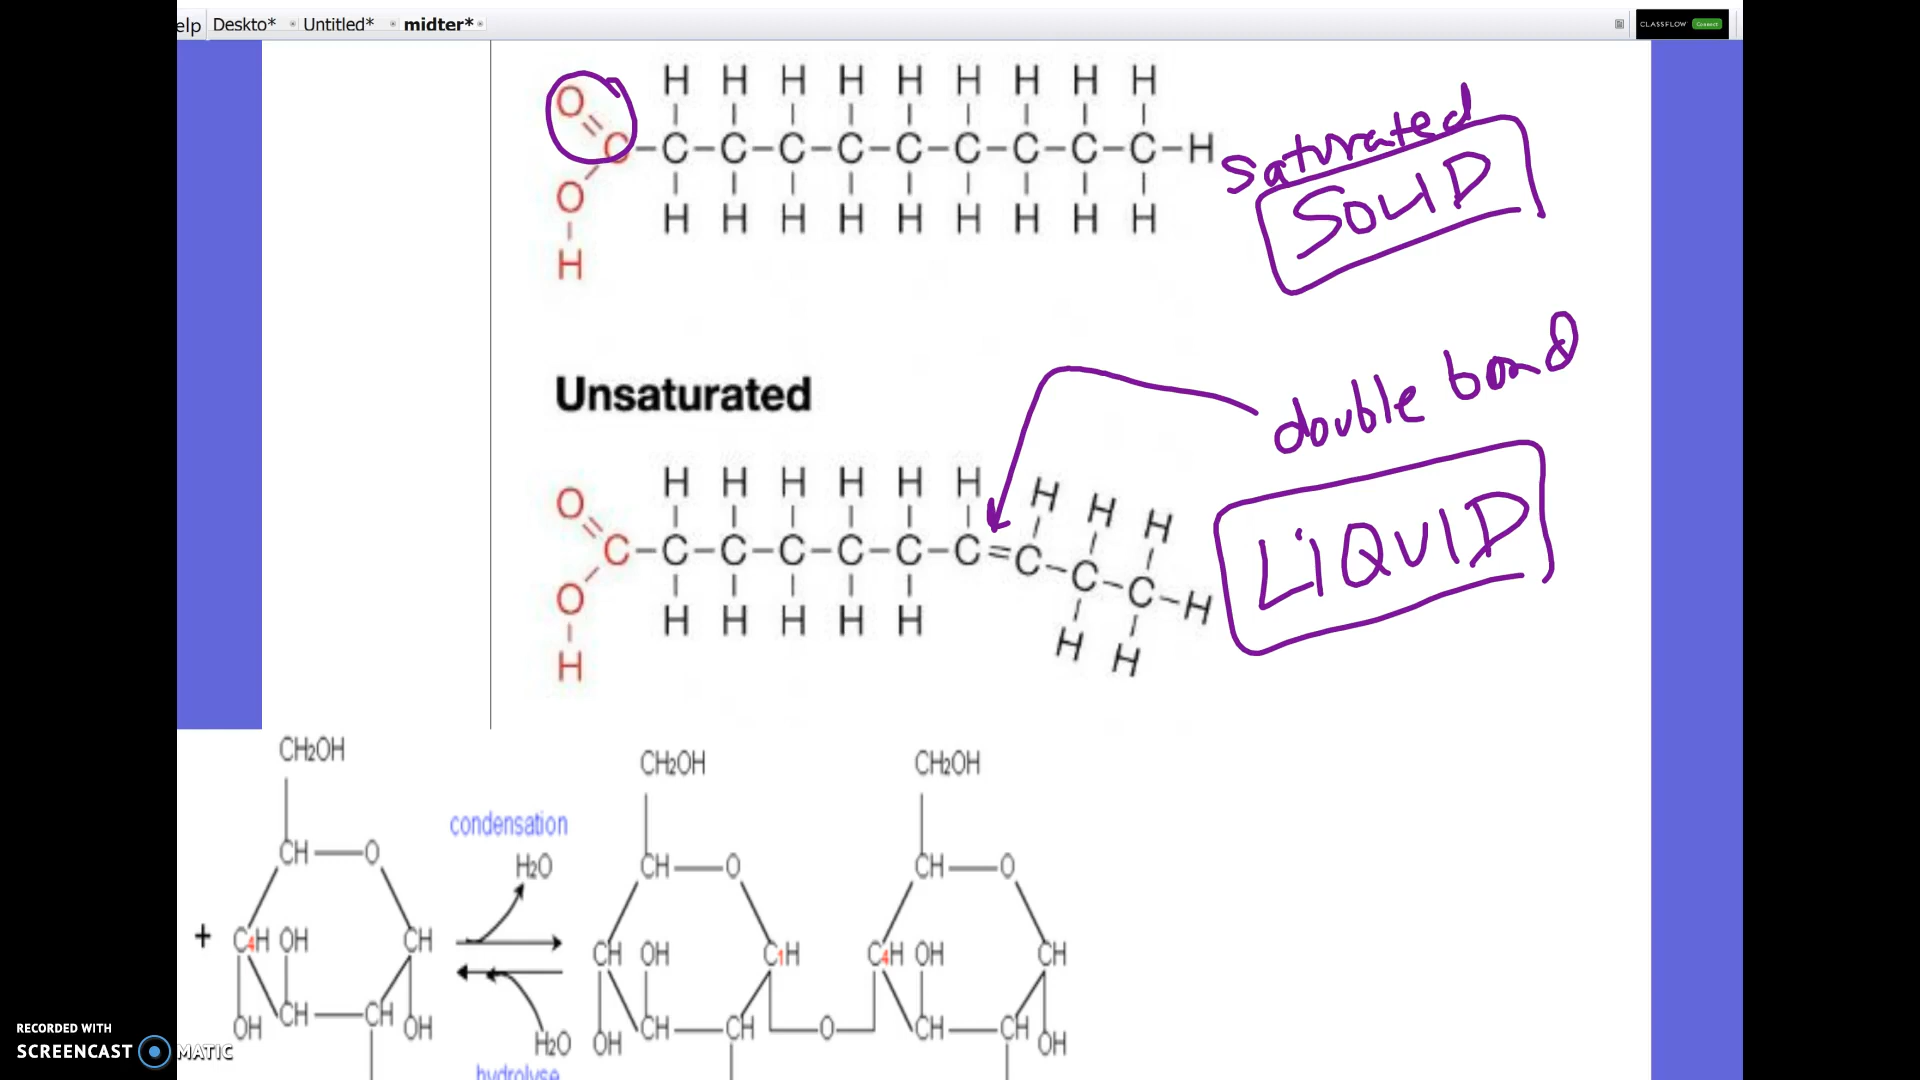 elp Deskto* Untitled* midter*
CLASSFLOW Connect
H H H H H H H H H
O
C-C-C-C-C-C-C-C-C-C-H
O
H H H H H H H H H
H
saturated
SOLID
Unsaturated
double bond
LIQUID
H H H H H H H H H
O
C-C-C-C-C-C-C=C-C-C-H
O
H H H H H H H
H
CH2OH CH2OH CH2OH
condensation
H2O
CH O CH O CH O
+ C4H OH CH CH OH C1H C4H OH CH
OH CH CH OH H2O OH CH CH O CH CH OH
hydrolyse
RECORDED WITH
SCREENCAST MATIC